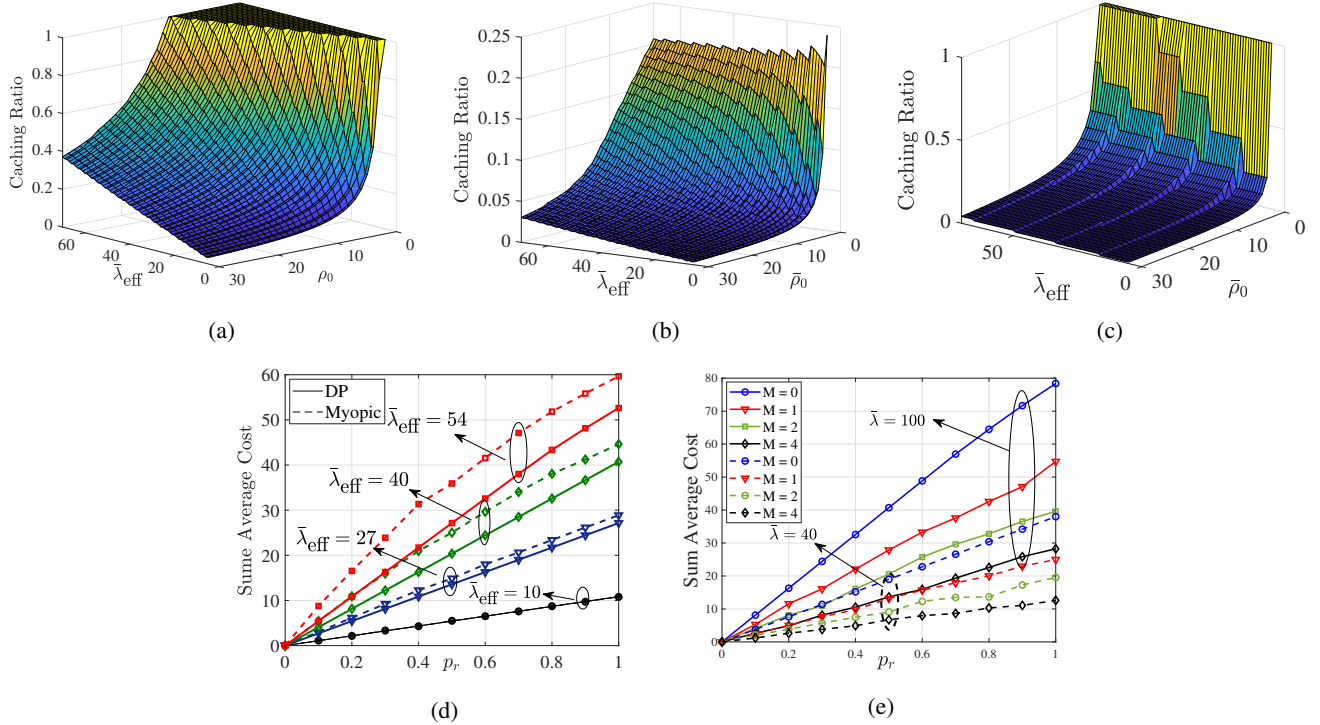 1
0.8
0.6
0.4
0.2
0
Caching Ratio
60
40
20
0
λ̄eff
30
20
10
0
ρ0
(a)
0.25
0.2
0.15
0.1
0.05
0
Caching Ratio
60
40
20
0
λ̄eff
30
20
10
0
ρ̄0
(b)
1
0.5
0
Caching Ratio
50
0
λ̄eff
30
20
10
0
ρ̄0
(c)
60
50
40
30
20
10
0
Sume Average Cost
DP
Myopic
λ̄eff = 54
λ̄eff = 40
λ̄eff = 27
λ̄eff = 10
0 0.2 0.4 0.6 0.8 1
pr
(d)
80
70
60
50
40
30
20
10
0
Sum Average Cost
M = 0
M = 1
M = 2
M = 4
M = 0
M = 1
M = 2
M = 4
λ̄ = 100
λ̄ = 40
0 0.2 0.4 0.6 0.8 1
pr
(e)